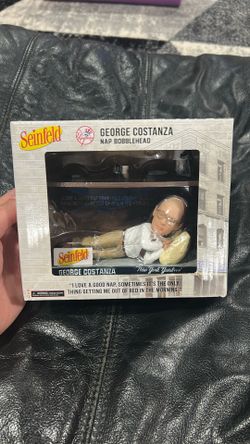 Seinfeld
GEORGE COSTANZA
NAP BOBBLEHEAD
Seinfeld
GEORGE COSTANZA
New York Yankees
"I LOVE A GOOD NAP. SOMETIMES IT'S THE ONLY
THING GETTING ME OUT OF BED IN THE MORNING."